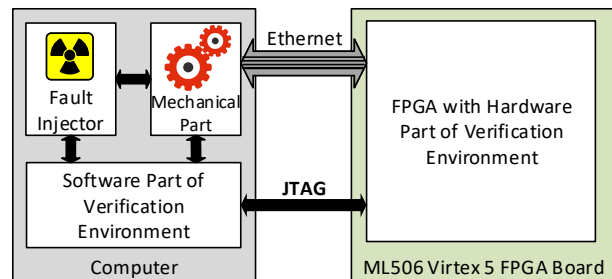 Fault
Injector
Mechanical
Part
Ethernet
FPGA with Hardware
Part of Verification
Environment
Software Part of
Verification
Environment
JTAG
Computer
ML506 Virtex 5 FPGA Board